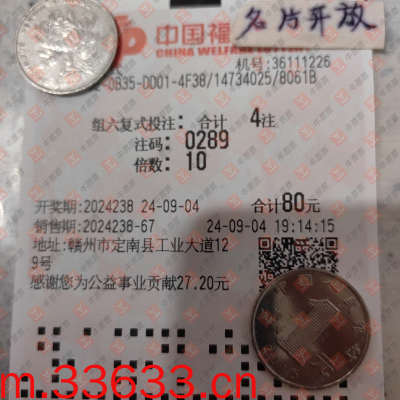 中国福
CHINA WELFARE LOTTERY
名片开放
机号:36111226
0B35-DD01-4F38/14734025/8061B
组六复式投注: 合计 4注
注码: 0289
倍数: 10
开奖期:2024238 24-09-04 合计80元
销售期:2024238-67 24-09-04 19:14:15
地址:赣州市定南县工业大道12
9号
感谢您为公益事业贡献27.20元
m.33633.cn